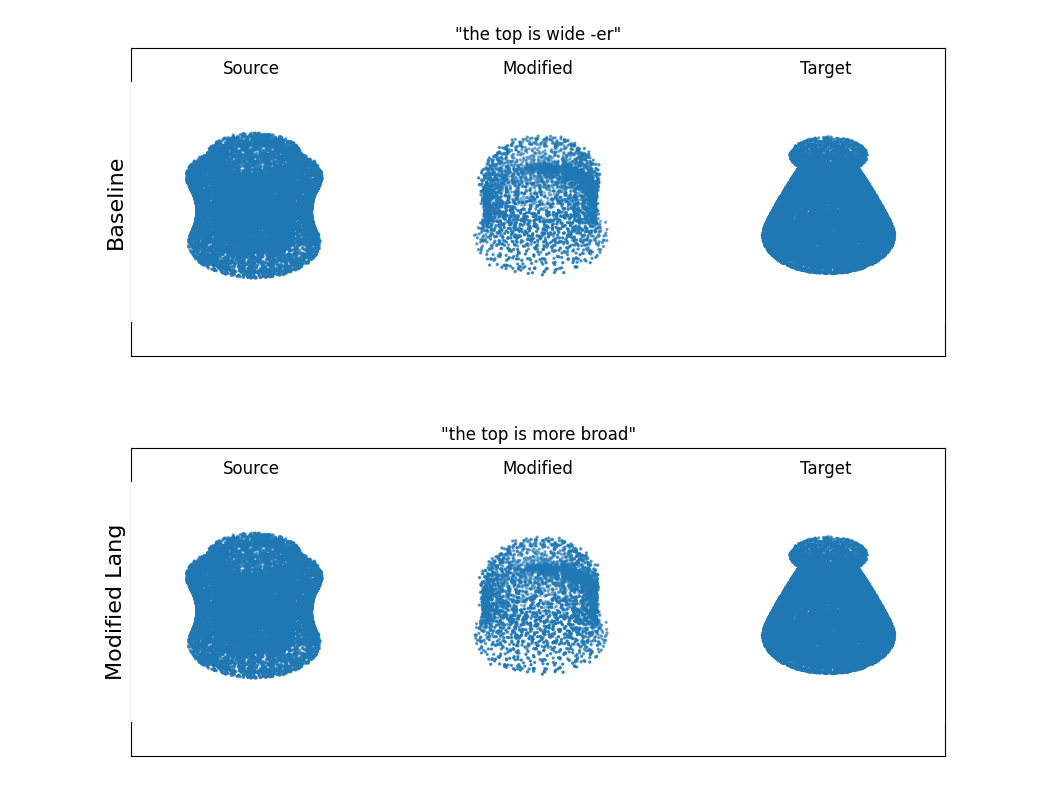 "the top is wide -er"
Source Modified Target
Baseline
"the top is more broad"
Source Modified Target
Modified Lang